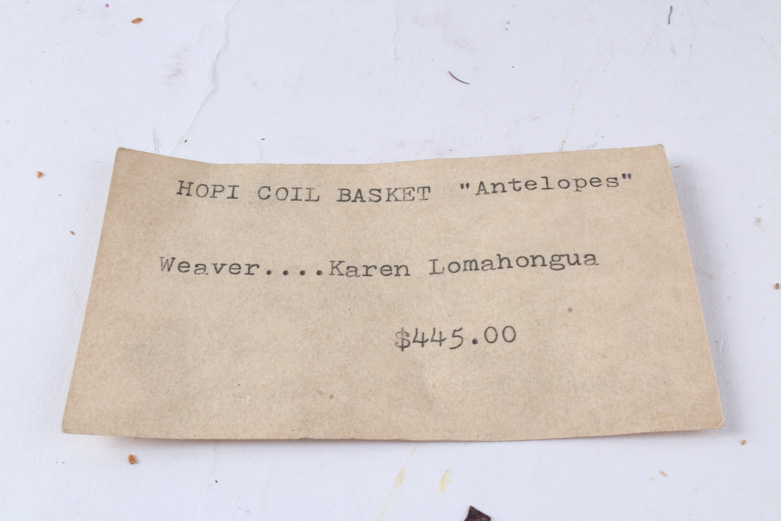 HOPI COIL BASKET "Antelopes"
Weaver....Karen Lomahongua
$445.00